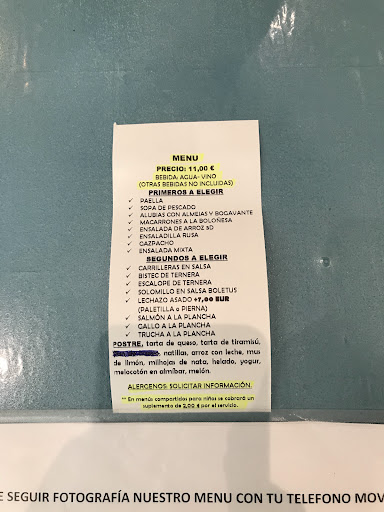 MENU
PRECIO: 11,00 €
BEBIDA: AGUA- VINO
(OTRAS BEBIDAS NO INCLUIDAS)
PRIMEROS A ELEGIR
✓ PAELLA
✓ SOPA DE PESCADO
✓ ALUBIAS CON ALMEJAS Y BOGAVANTE
✓ MACARRONES A LA BOLOÑESA
✓ ENSALADA DE ARROZ 3D
✓ ENSALADILLA RUSA
✓ GAZPACHO
✓ ENSALADA MIXTA
SEGUNDOS A ELEGIR
✓ CARRILLERAS EN SALSA
✓ BISTEC DE TERNERA
✓ ESCALOPE DE TERNERA
✓ SOLOMILLO EN SALSA BOLETUS
✓ LECHAZO ASADO +7,00 EUR
(PALETILLA o PIERNA)
✓ SALMÓN A LA PLANCHA
✓ GALLO A LA PLANCHA
✓ TRUCHA A LA PLANCHA
POSTRE, tarta de queso, tarta de tiramisú,
natillas, arroz con leche, mus
de limón, milhojas de nata, helado, yogur,
melocotón en almíbar, melón.
ALERGENOS: SOLICITAR INFORMACIÓN.
** En menús compartidos para niños se cobrará un
suplemento de 2,00 € por el servicio.
E SEGUIR FOTOGRAFÍA NUESTRO MENU CON TU TELEFONO MOV